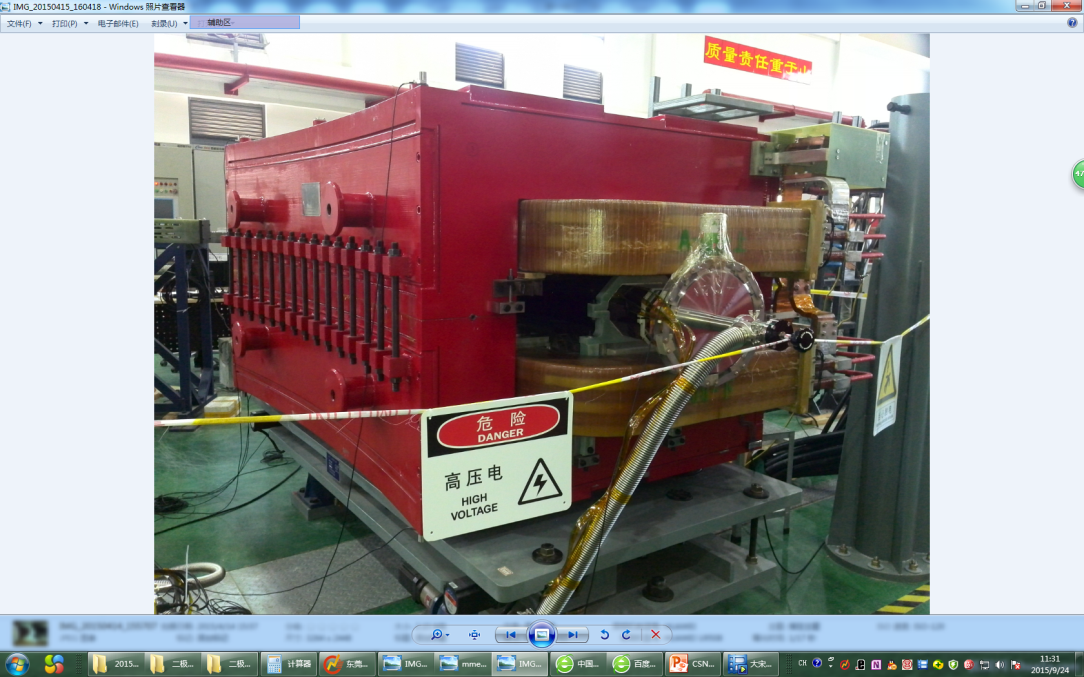 IMG_20150415_160418 - Windows 照片查看器
文件(F)
打印(P)
电子邮件(E)
刻录(U)
辅助区
质量责任重于山
危险
DANGER
高压电
HIGH
VOLTAGE
47
2015...
二极...
二极...
计算器
东莞...
IMG...
mme...
IMG...
中国...
百度...
CSN...
大宋...
CH
11:31
2015/9/24